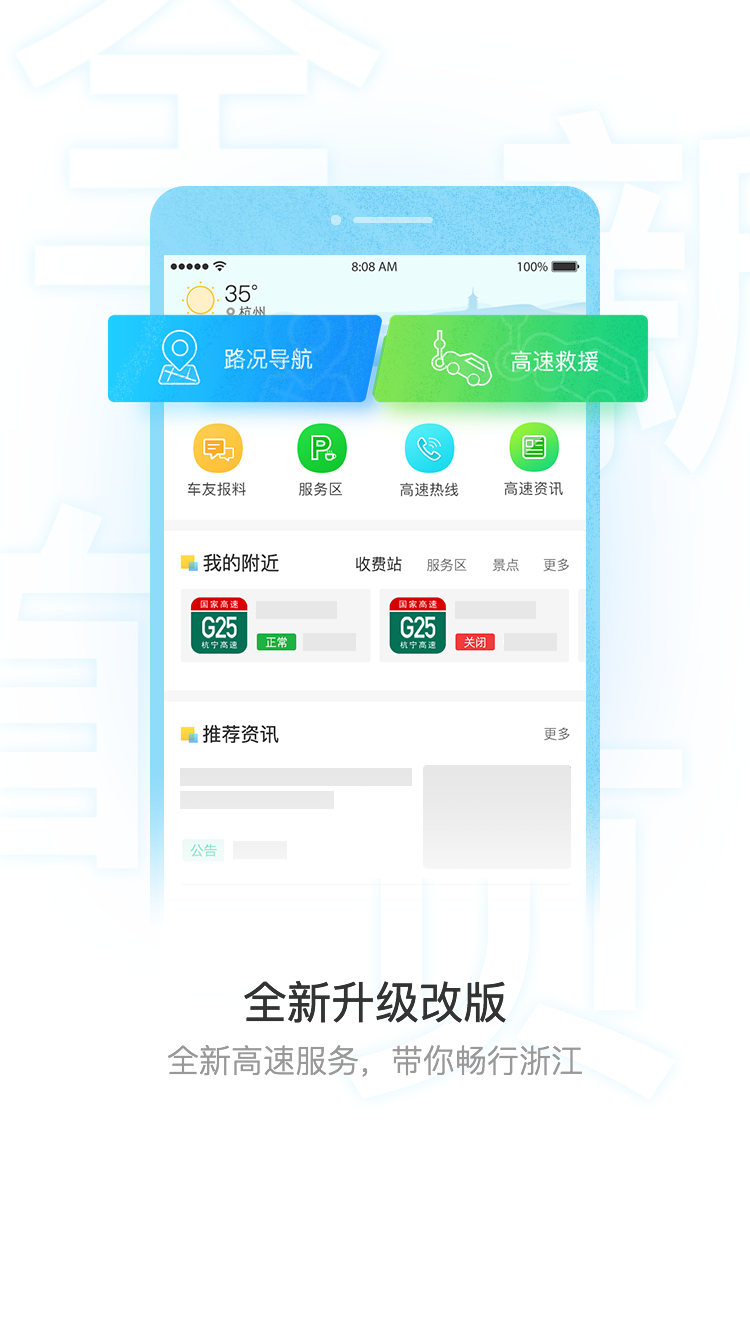 全新
首页
8:08 AM 100%
35°
杭州
路况导航 高速救援
车友报料 服务区 高速热线 高速资讯
我的附近 收费站 服务区 景点 更多
国家高速 国家高速
G25 正常 G25 关闭
杭宁高速 杭宁高速
推荐资讯 更多
公告
全新升级改版
全新高速服务，带你畅行浙江